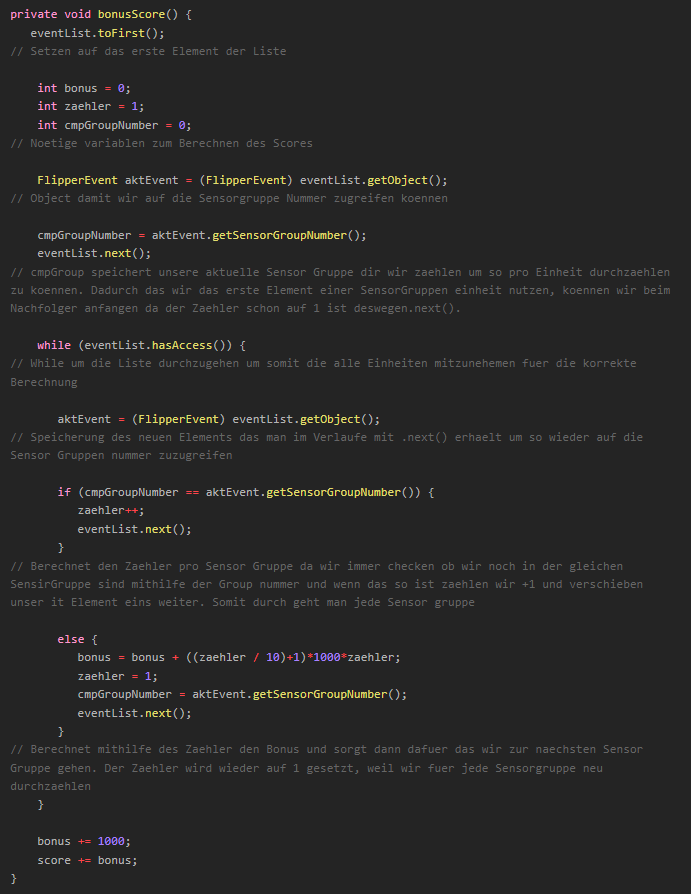 private void bonusScore() {
eventList.toFirst();
// Setzen auf das erste Element der Liste
int bonus = 0;
int zaehler = 1;
int cmpGroupNumber = 0;
// Noetige variablen zum Berechnen des Scores
FlipperEvent aktEvent = (FlipperEvent) eventList.getObject();
// Object damit wir auf die Sensorgruppe Nummer zugreifen koennen
cmpGroupNumber = aktEvent.getSensorGroupNumber();
eventList.next();
// cmpGroup speichert unsere aktuelle Sensor Gruppe dir wir zaehlen um so pro Einheit durchzaehlen
zu koennen. Dadurch das wir das erste Element einer SensorGruppen einheit nutzen, koennen wir beim
Nachfolger anfangen da der Zaehler schon auf 1 ist deswegen.next().
while (eventList.hasAccess()) {
// While um die Liste durchzugehen um somit die alle Einheiten mitzunehemen fuer die korrekte
Berechnung
aktEvent = (FlipperEvent) eventList.getObject();
// Speicherung des neuen Elements das man im Verlaufe mit .next() erhaelt um so wieder auf die
Sensor Gruppen nummer zuzugreifen
if (cmpGroupNumber == aktEvent.getSensorGroupNumber()) {
zaehler++;
eventList.next();
}
// Berechnet den Zaehler pro Sensor Gruppe da wir immer checken ob wir noch in der gleichen
SensirGruppe sind mithilfe der Group nummer und wenn das so ist zaehlen wir +1 und verschieben
unser it Element eins weiter. Somit durch geht man jede Sensor gruppe
else {
bonus = bonus + ((zaehler / 10)+1)*1000*zaehler;
zaehler = 1;
cmpGroupNumber = aktEvent.getSensorGroupNumber();
eventList.next();
}
// Berechnet mithilfe des Zaehler den Bonus und sorgt dann dafuer das wir zur naechsten Sensor
Gruppe gehen. Der Zaehler wird wieder auf 1 gesetzt, weil wir fuer jede Sensorgruppe neu
durchzaehlen
}
bonus += 1000;
score += bonus;
}